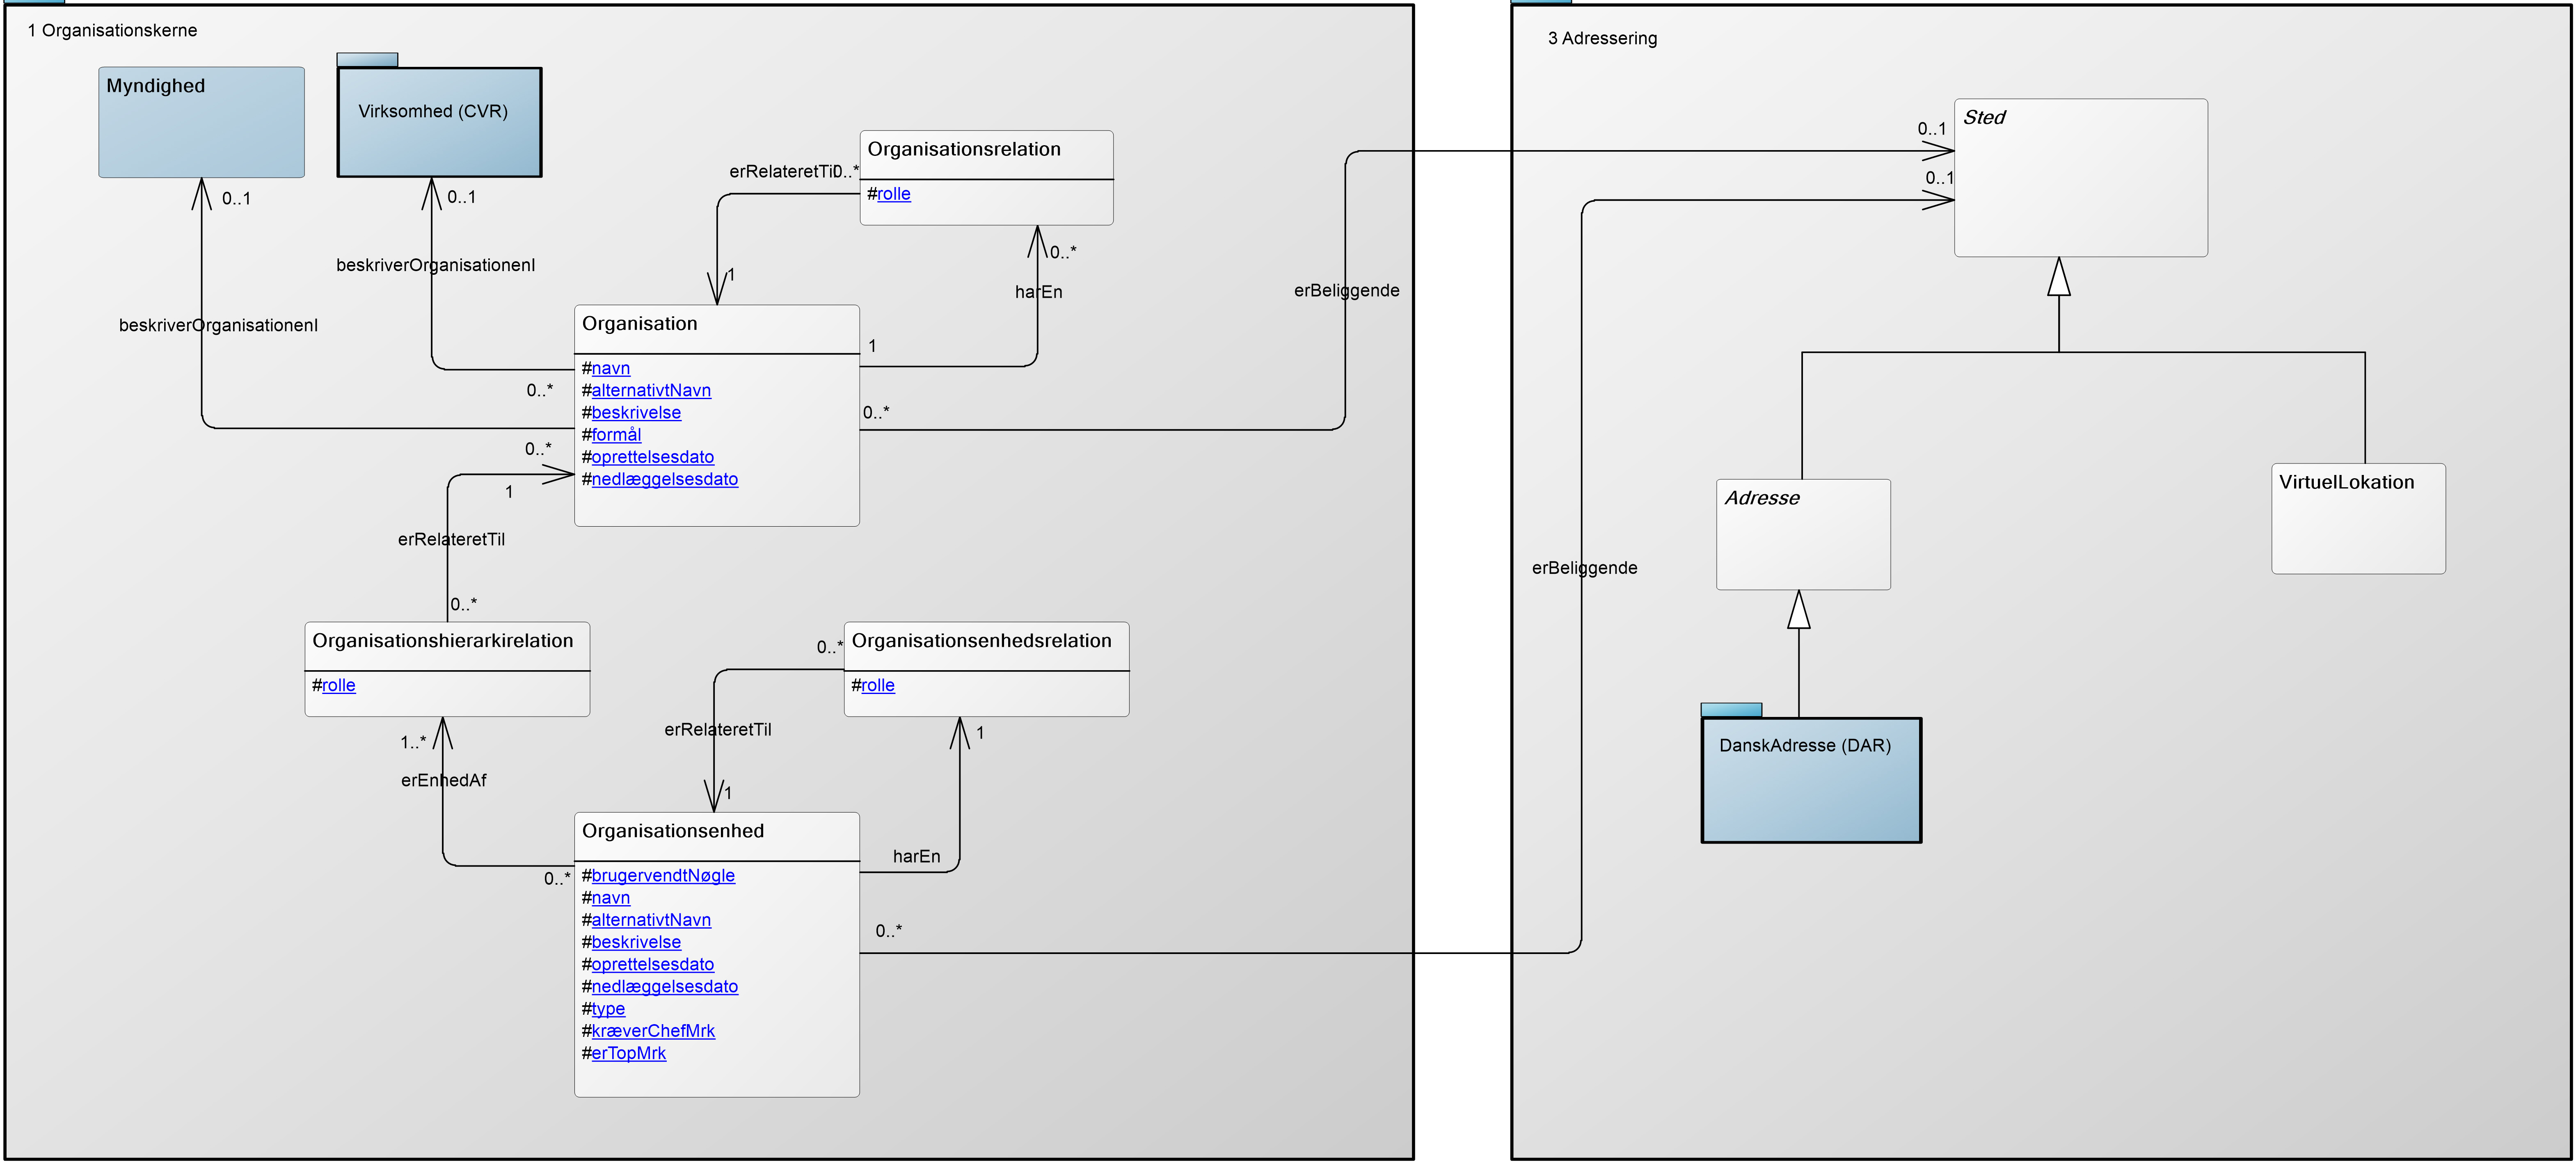 1 Organisationskerne
Myndighed
Virksomhed (CVR)
0..1
0..1
beskriverOrganisationenI
beskriverOrganisationenI
Organisationsrelation
#rolle
erRelateretTil
0..*
1
0..*
harEn
Organisation
#navn
#alternativtNavn
#beskrivelse
#formål
#oprettelsesdato
#nedlæggelsesdato
1
0..*
0..*
0..*
1
erRelateretTil
0..*
erBeliggende
Organisationshierarkirelation
#rolle
Organisationsenhedsrelation
#rolle
0..*
erRelateretTil
1
1
1..*
erEnhedAf
0..*
harEn
Organisationsenhed
#brugervendtNøgle
#navn
#alternativtNavn
#beskrivelse
#oprettelsesdato
#nedlæggelsesdato
#type
#kræverChefMrk
#erTopMrk
0..*
3 Adressering
0..1
0..1
Sted
erBeliggende
Adresse
VirtuelLokation
DanskAdresse (DAR)